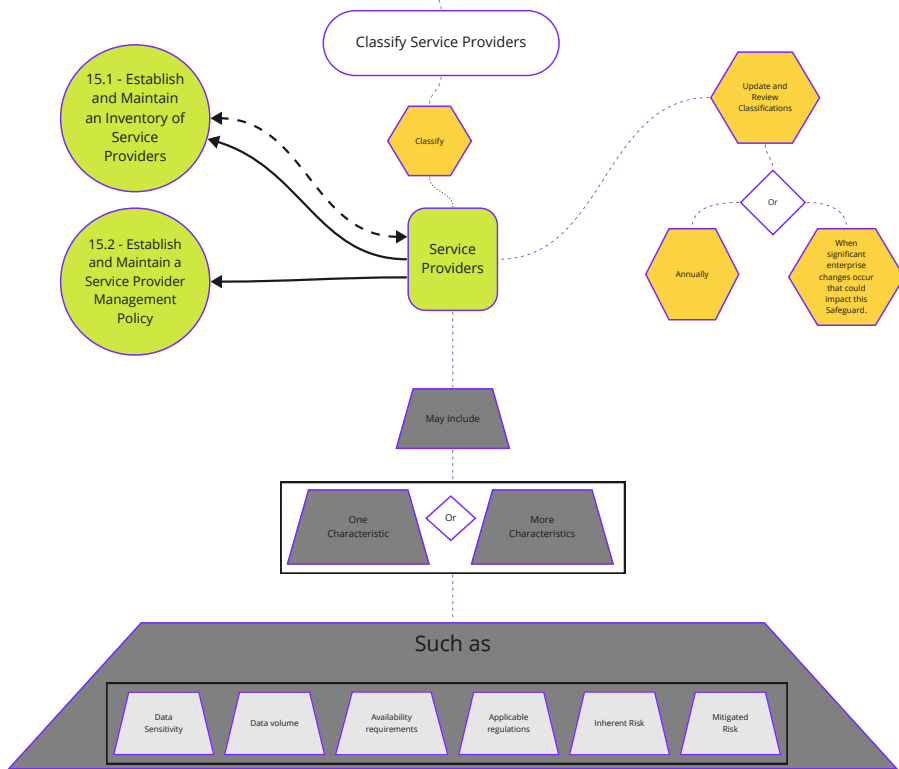 Classify Service Providers
15.1 - Establish
and Maintain
an Inventory of
Service
Providers
Update and
Review
Classifications
Classify
Or
15.2 - Establish
and Maintain a
Service Provider
Management
Policy
Service
Providers
Annually
When
significant
enterprise
changes occur
that could
impact this
Safeguard.
May Include
One
Characteristic
Or
More
Characteristics
Such as
Data
Sensitivity
Data volume
Availability
requirements
Applicable
regulations
Inherent Risk
Mitigated
Risk